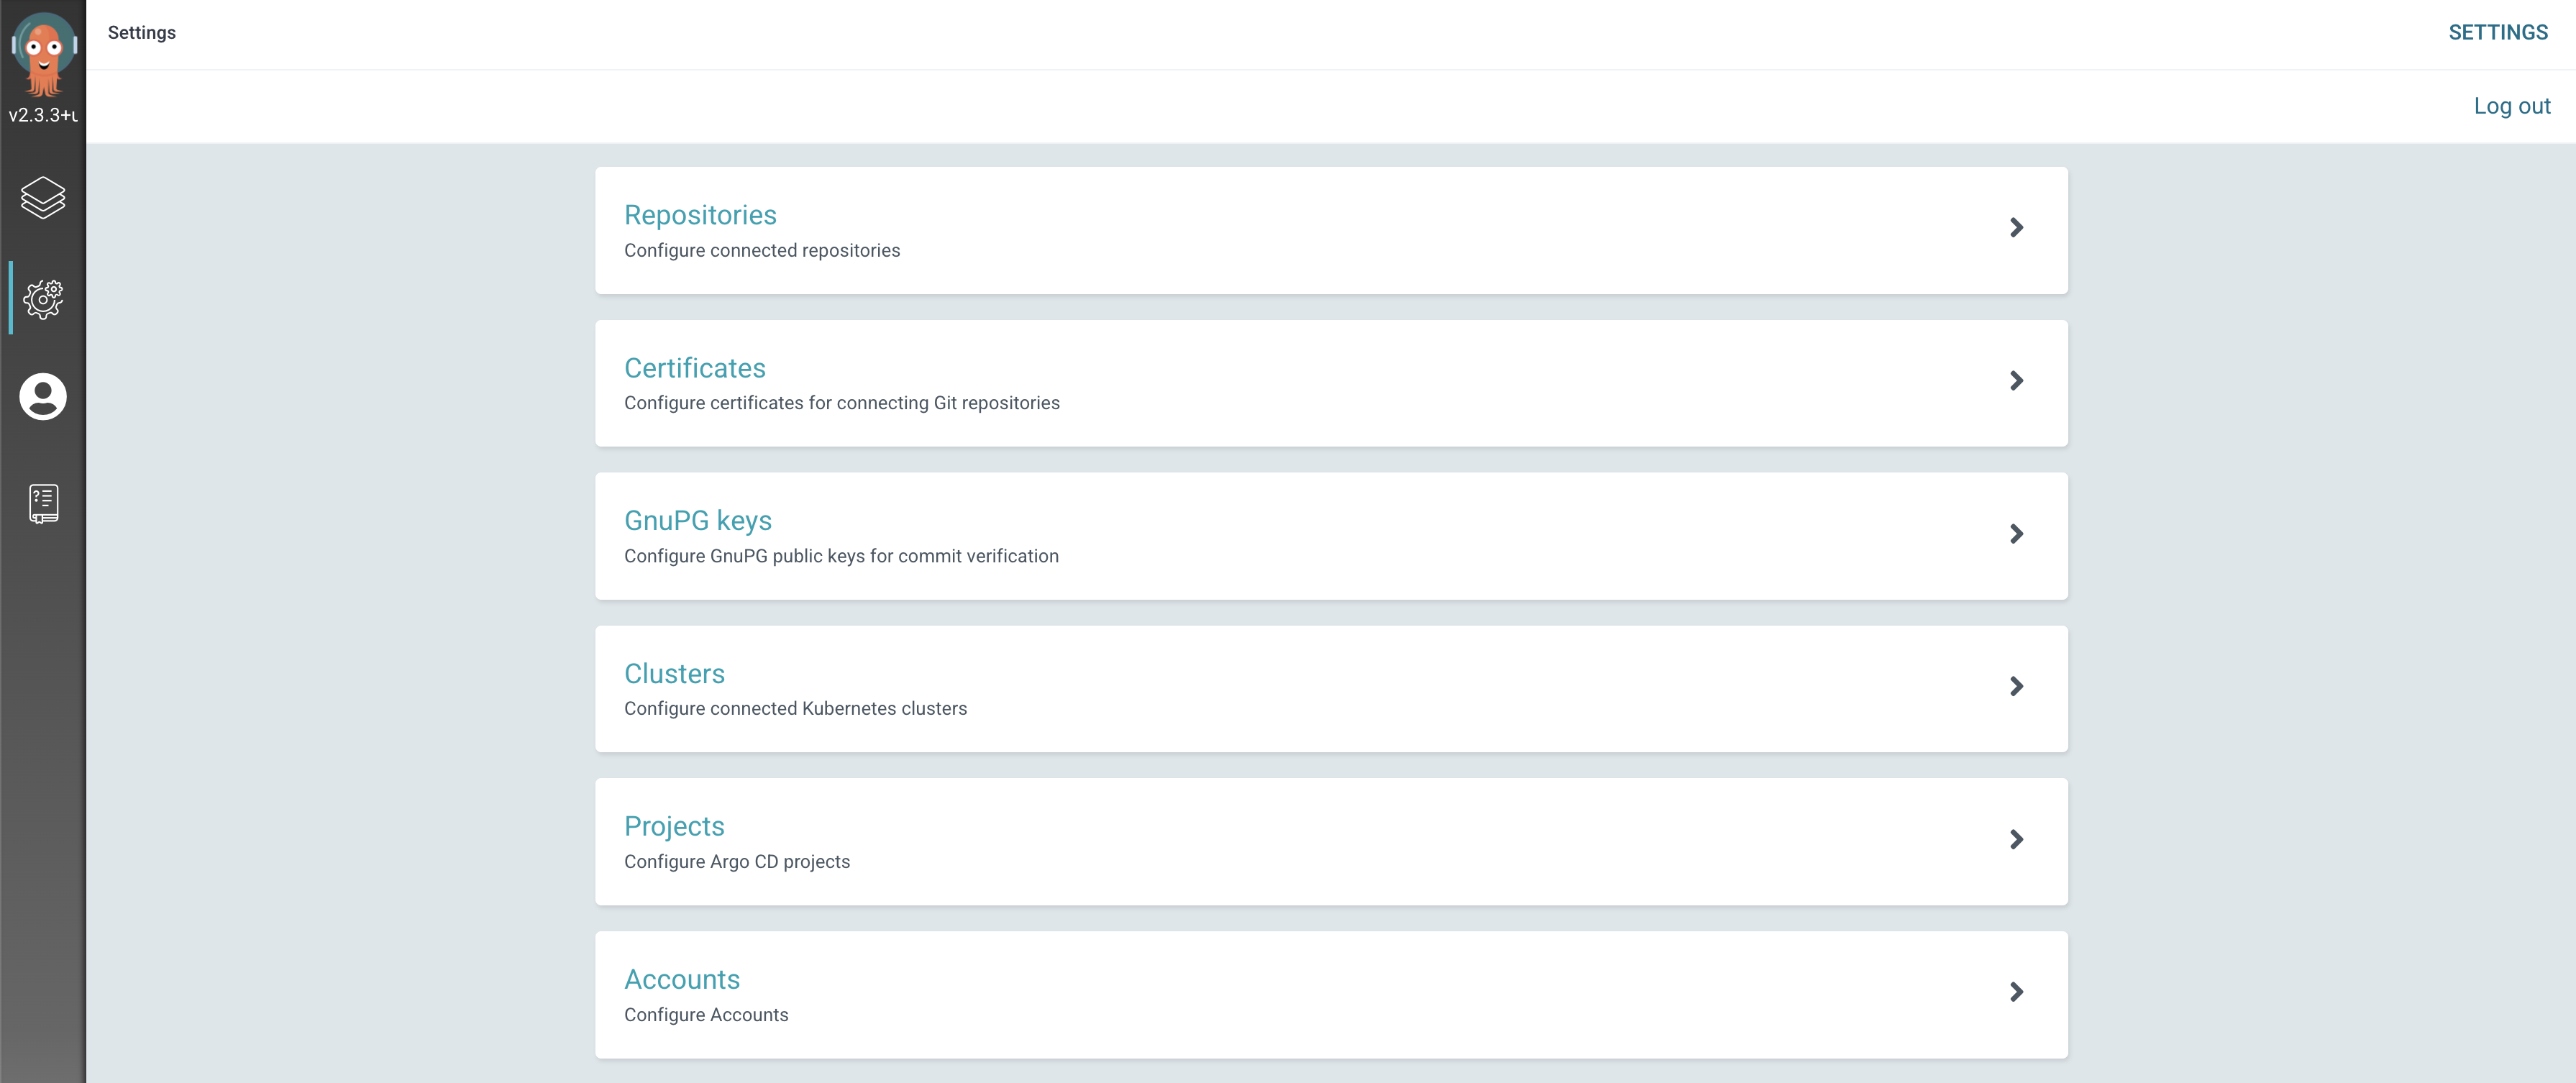 Settings
SETTINGS
v2.3.3+
Log out
Repositories
Configure connected repositories
Certificates
Configure certificates for connecting Git repositories
GnuPG keys
Configure GnuPG public keys for commit verification
Clusters
Configure connected Kubernetes clusters
Projects
Configure Argo CD projects
Accounts
Configure Accounts